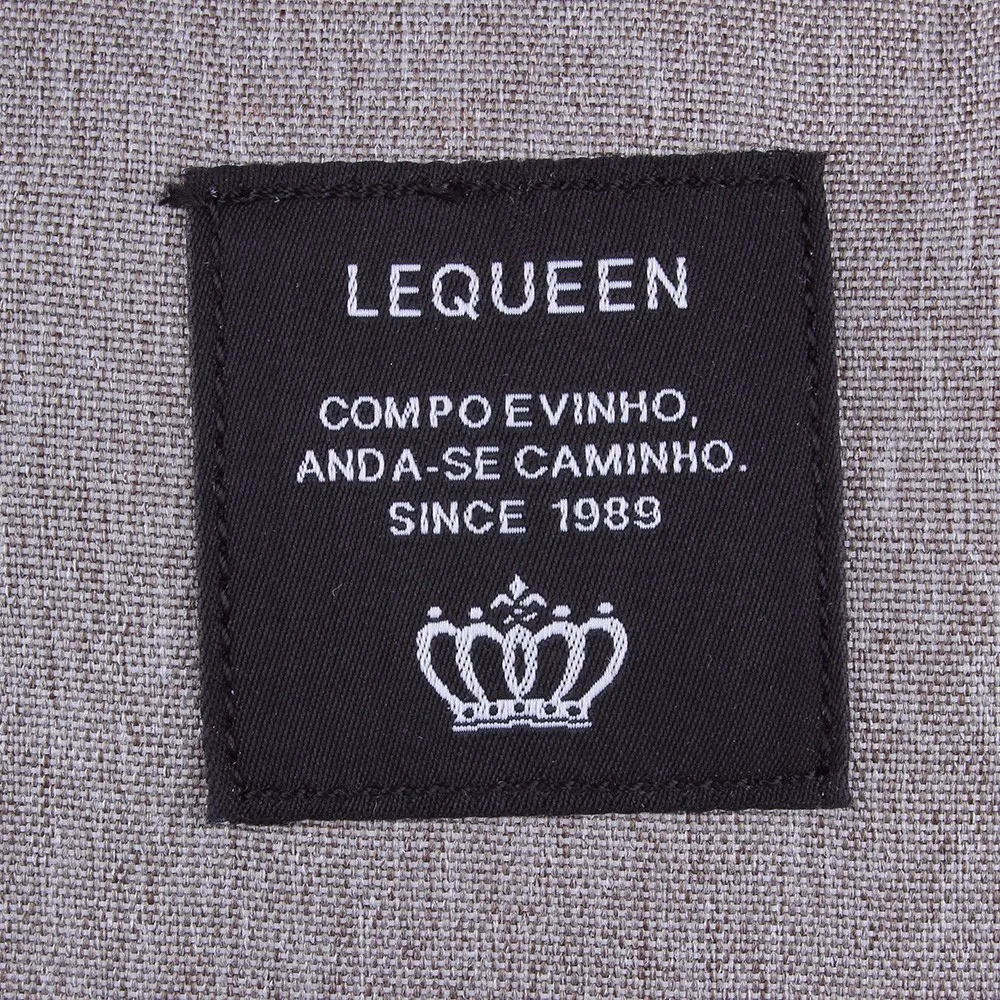 LEQUEEN
COMPO EVINHO,
ANDA-SE CAMINHO.
SINCE 1989